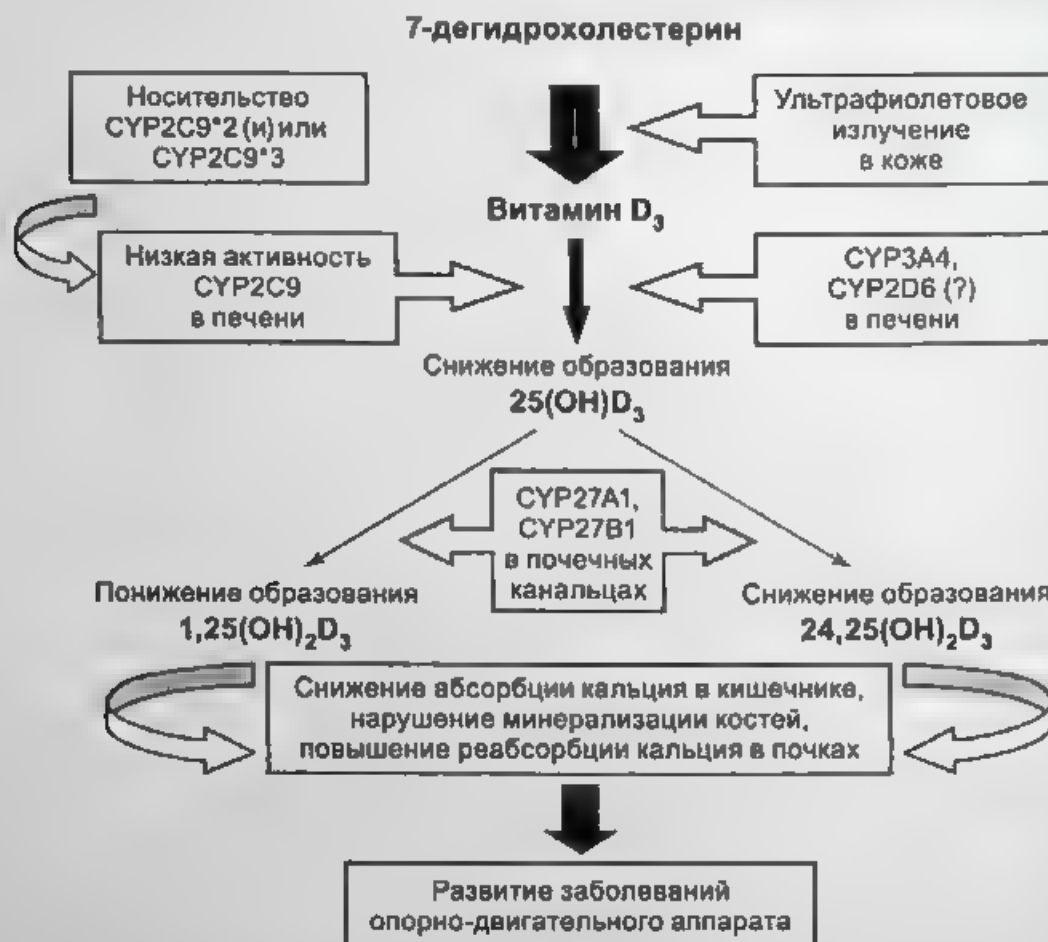 7-дегидрохолестерин
Носительство
CYP2C9*2 (и) или
CYP2C9*3
Ультрафиолетовое
излучение
в коже
Витамин D₃
Низкая активность
CYP2C9
в печени
CYP3A4,
CYP2D6 (?)
в печени
Снижение образования
25(OH)D₃
CYP27A1,
CYP27B1
в почечных
канальцах
Понижение образования
1,25(OH)₂D₃
Снижение образования
24,25(OH)₂D₃
Снижение абсорбции кальция в кишечнике,
нарушение минерализации костей,
повышение реабсорбции кальция в почках
Развитие заболеваний
опорно-двигательного аппарата